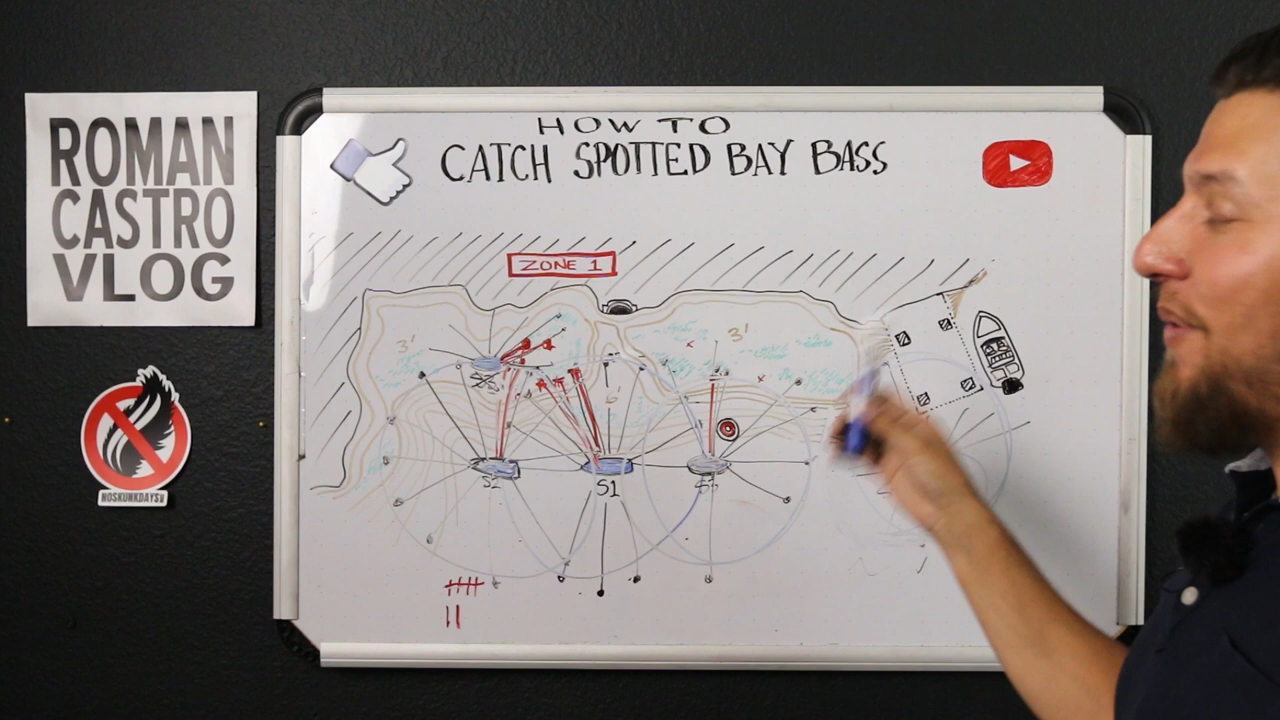 ROMAN
CASTRO
VLOG
NOSKUNKDAYS
HOW TO
CATCH SPOTTED BAY BASS
ZONE 1
3'
3'
S2
S1